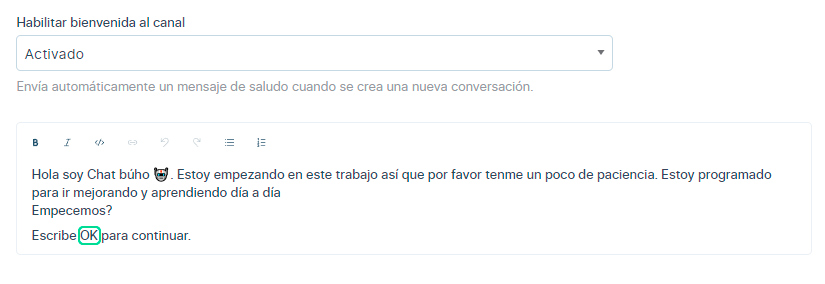 Habilitar bienvenida al canal
Activado
Envía automáticamente un mensaje de saludo cuando se crea una nueva conversación.
B I </>
Hola soy Chat búho 🤖. Estoy empezando en este trabajo así que por favor tenme un poco de paciencia. Estoy programado
para ir mejorando y aprendiendo día a día
Empecemos?
Escribe OK para continuar.